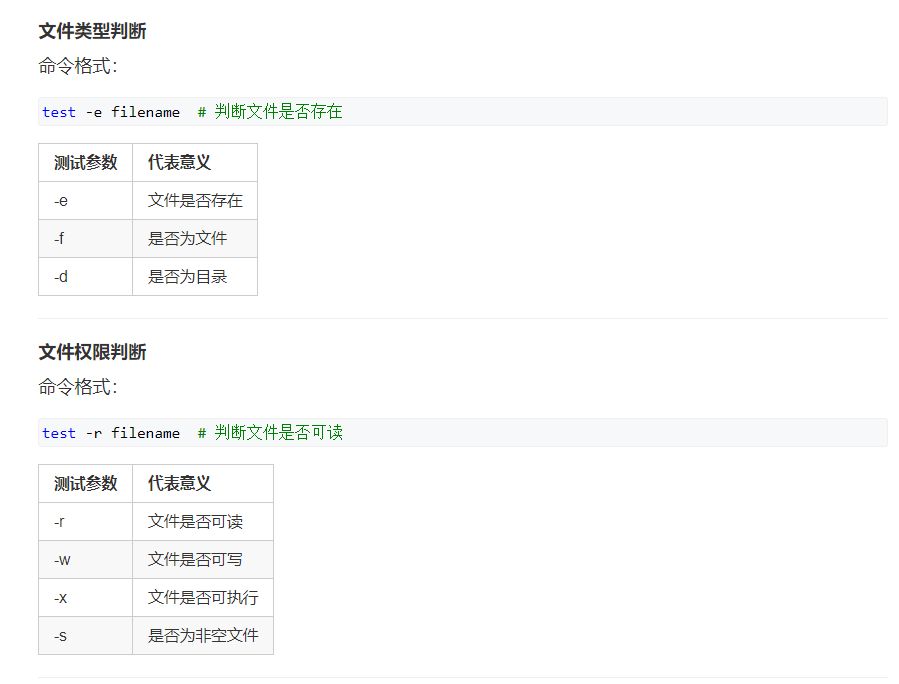 文件类型判断
命令格式：
test -e filename  # 判断文件是否存在
测试参数 代表意义
-e 文件是否存在
-f 是否为文件
-d 是否为目录
文件权限判断
命令格式：
test -r filename  # 判断文件是否可读
测试参数 代表意义
-r 文件是否可读
-w 文件是否可写
-x 文件是否可执行
-s 是否为非空文件